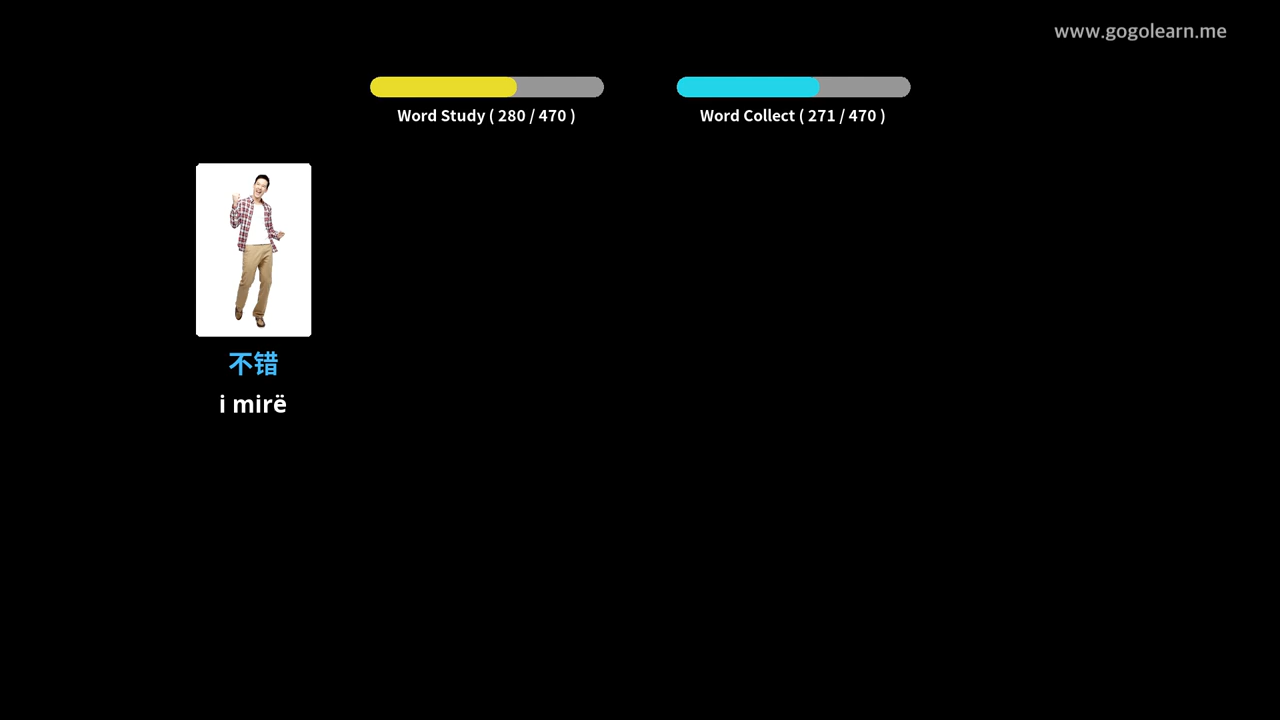 www.gogolearn.me
Word Study ( 280 / 470 )
Word Collect ( 271 / 470 )
不错
i mirë